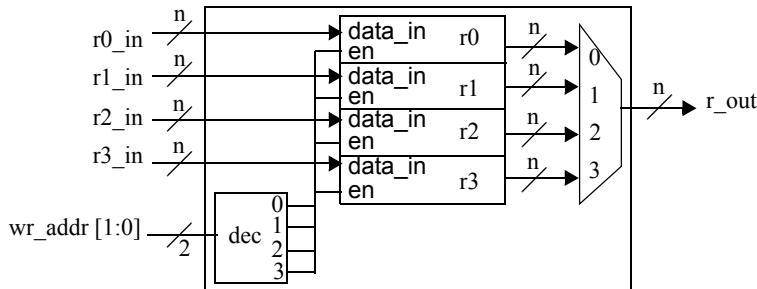 r0_in n data_in r0 n 0
en
r1_in n data_in r1 n 1 n r_out
en
r2_in n data_in r2 n 2
en
r3_in n data_in r3 n 3
en
wr_addr [1:0] 2 dec 0
1
2
3